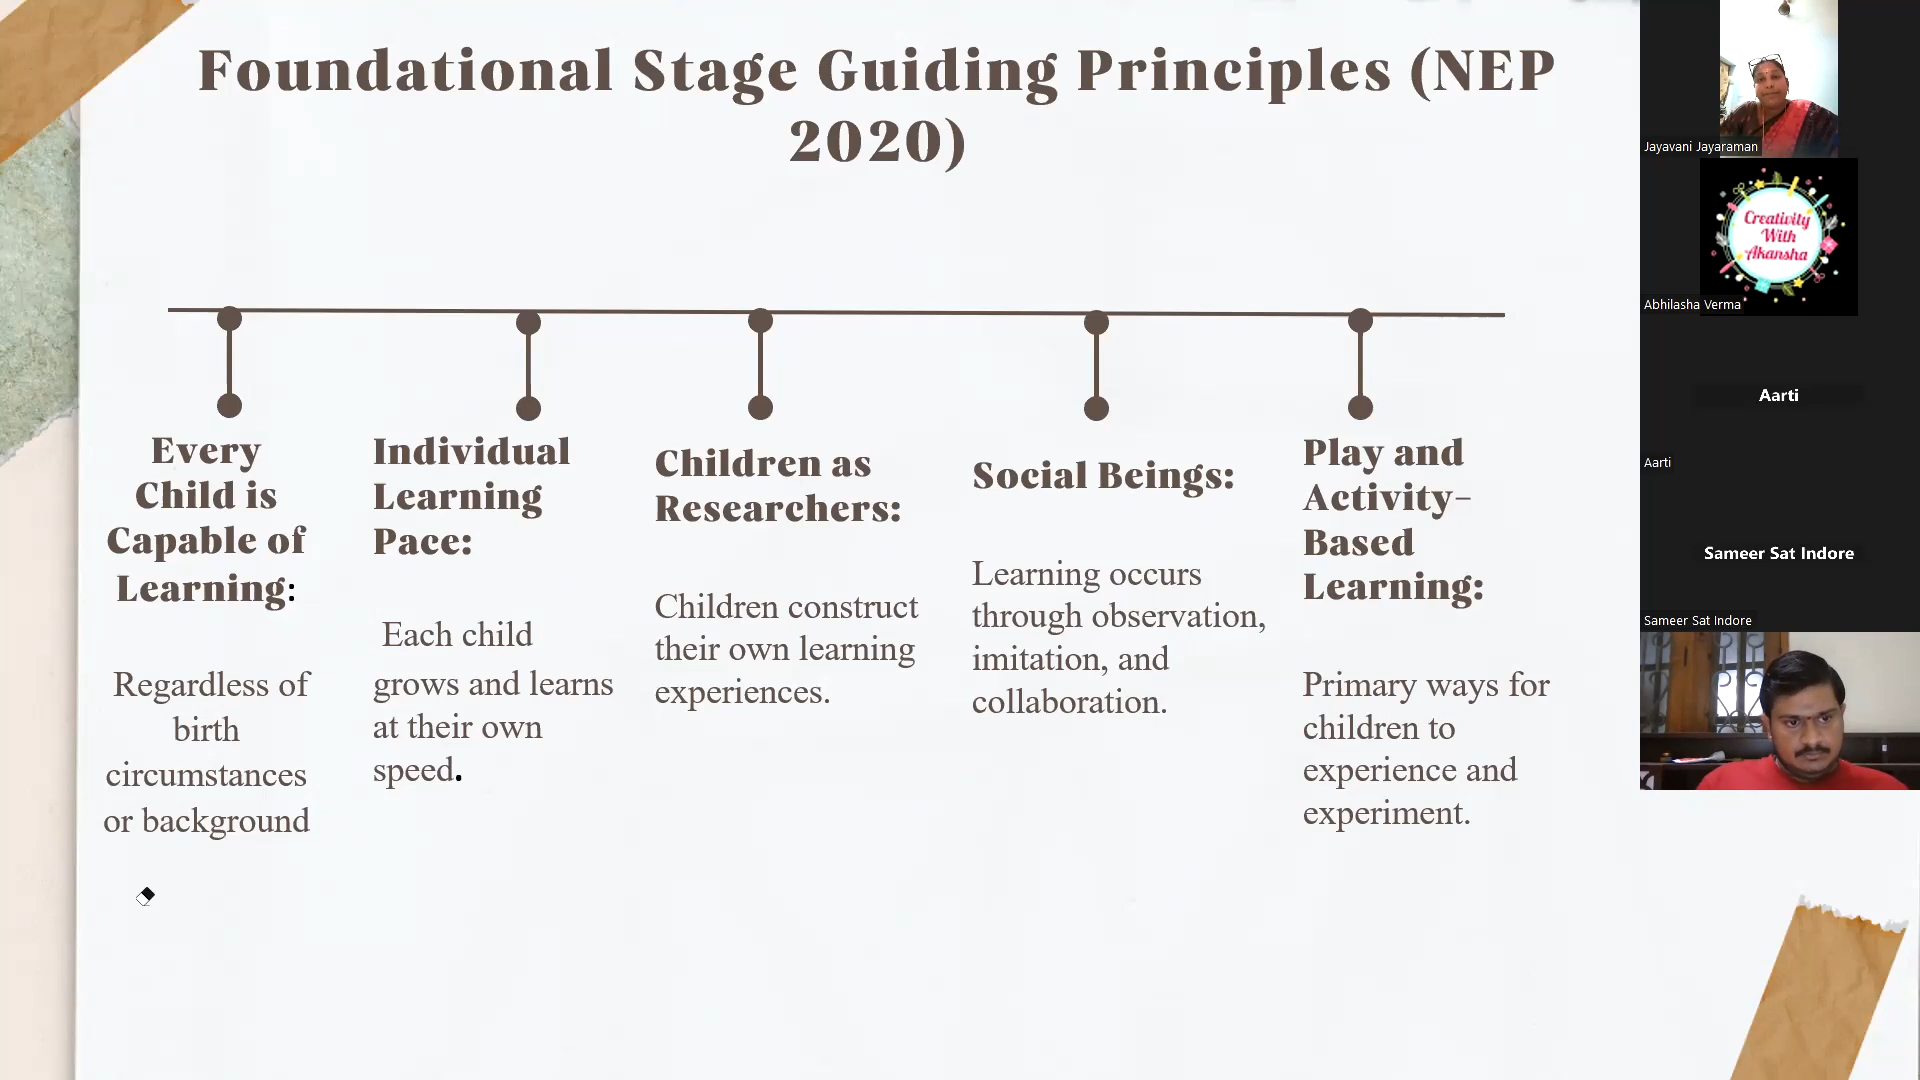 Foundational Stage Guiding Principles (NEP
2020)
Every
Child is
Capable of
Learning:
Regardless of
birth
circumstances
or background
Individual
Learning
Pace:
Each child
grows and learns
at their own
speed.
Children as
Researchers:
Children construct
their own learning
experiences.
Social Beings:
Learning occurs
through observation,
imitation, and
collaboration.
Play and
Activity-
Based
Learning:
Primary ways for
children to
experience and
experiment.
Jayavani Jayaraman
Creativity
With
Akansha
Abhilasha Verma
Aarti
Aarti
Sameer Sat Indore
Sameer Sat Indore